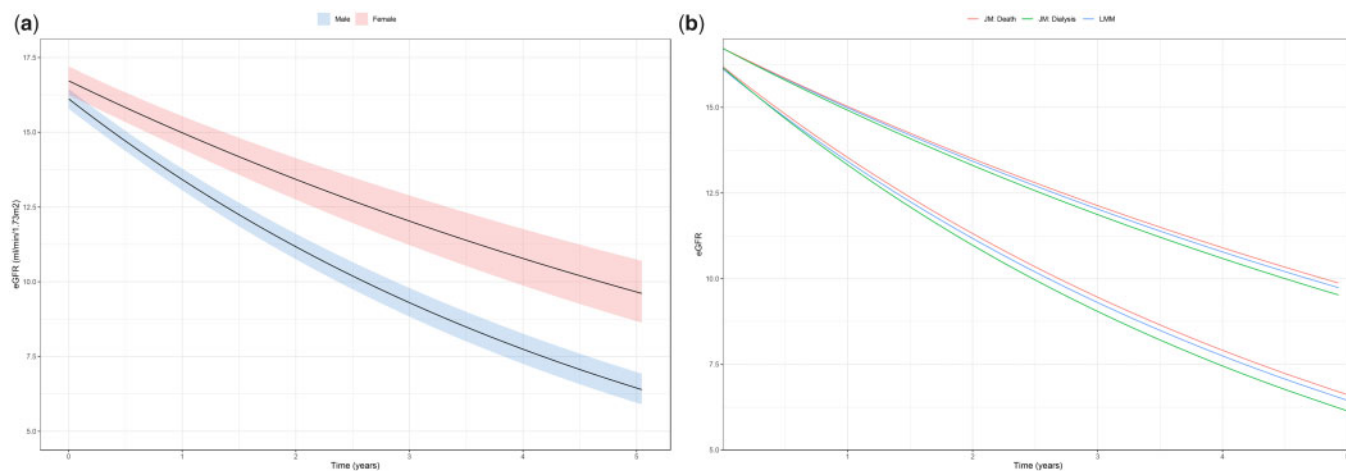 (a)
Male Female
17.5
15.0
12.5
10.0
7.5
5.0
eGFR (ml/min/1.73m2)
0 1 2 3 4 5
Time (years)
(b)
JM: Death JM: Dialysis LMM
15.0
12.5
10.0
7.5
5.0
eGFR
1 2 3 4 5
Time (years)